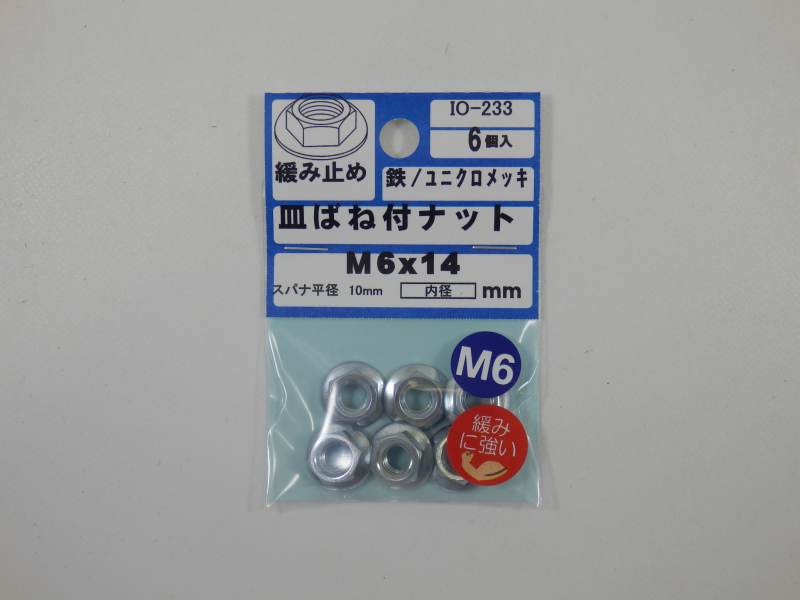 IO-233
6個入
緩み止め
鉄/ユニクロメッキ
皿ばね付ナット
M6x14
スパナ平径 10mm 内径 mm
M6
緩み
に強い